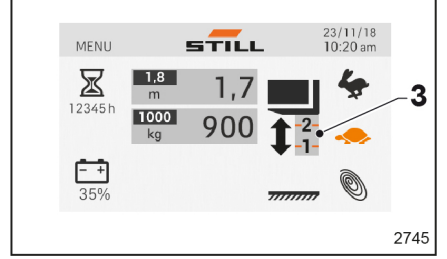 MENU
STILL
23/11/18
10:20 am
12345 h
1,8
m
1,7
1000
kg
900
2
1
3
- +
35%
2745